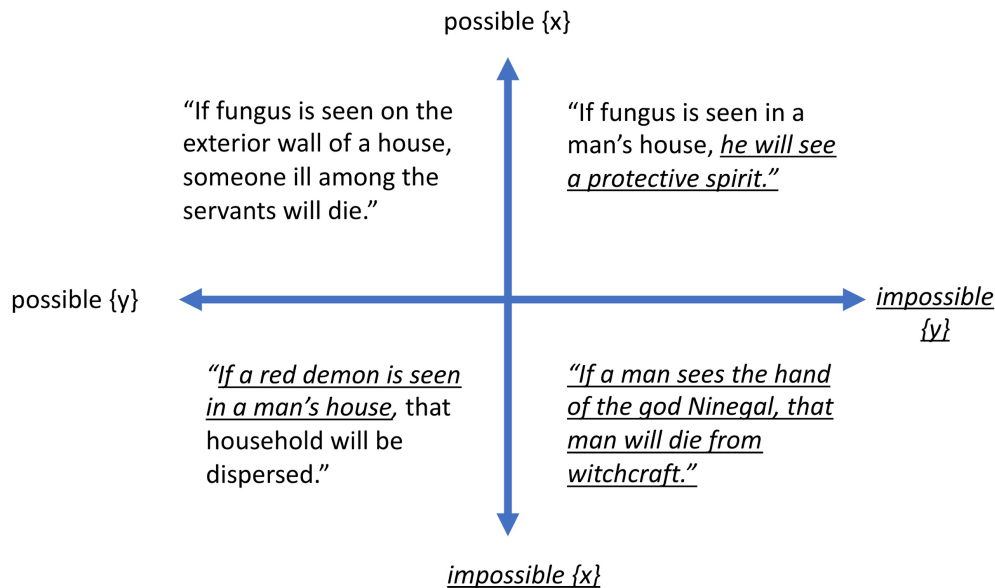 possible {x}
“If fungus is seen on the
exterior wall of a house,
someone ill among the
servants will die.”
“If fungus is seen in a
man’s house, he will see
a protective spirit.”
possible {y}
impossible
{y}
“If a red demon is seen
in a man’s house, that
household will be
dispersed.”
“If a man sees the hand
of the god Ninegal, that
man will die from
witchcraft.”
impossible {x}